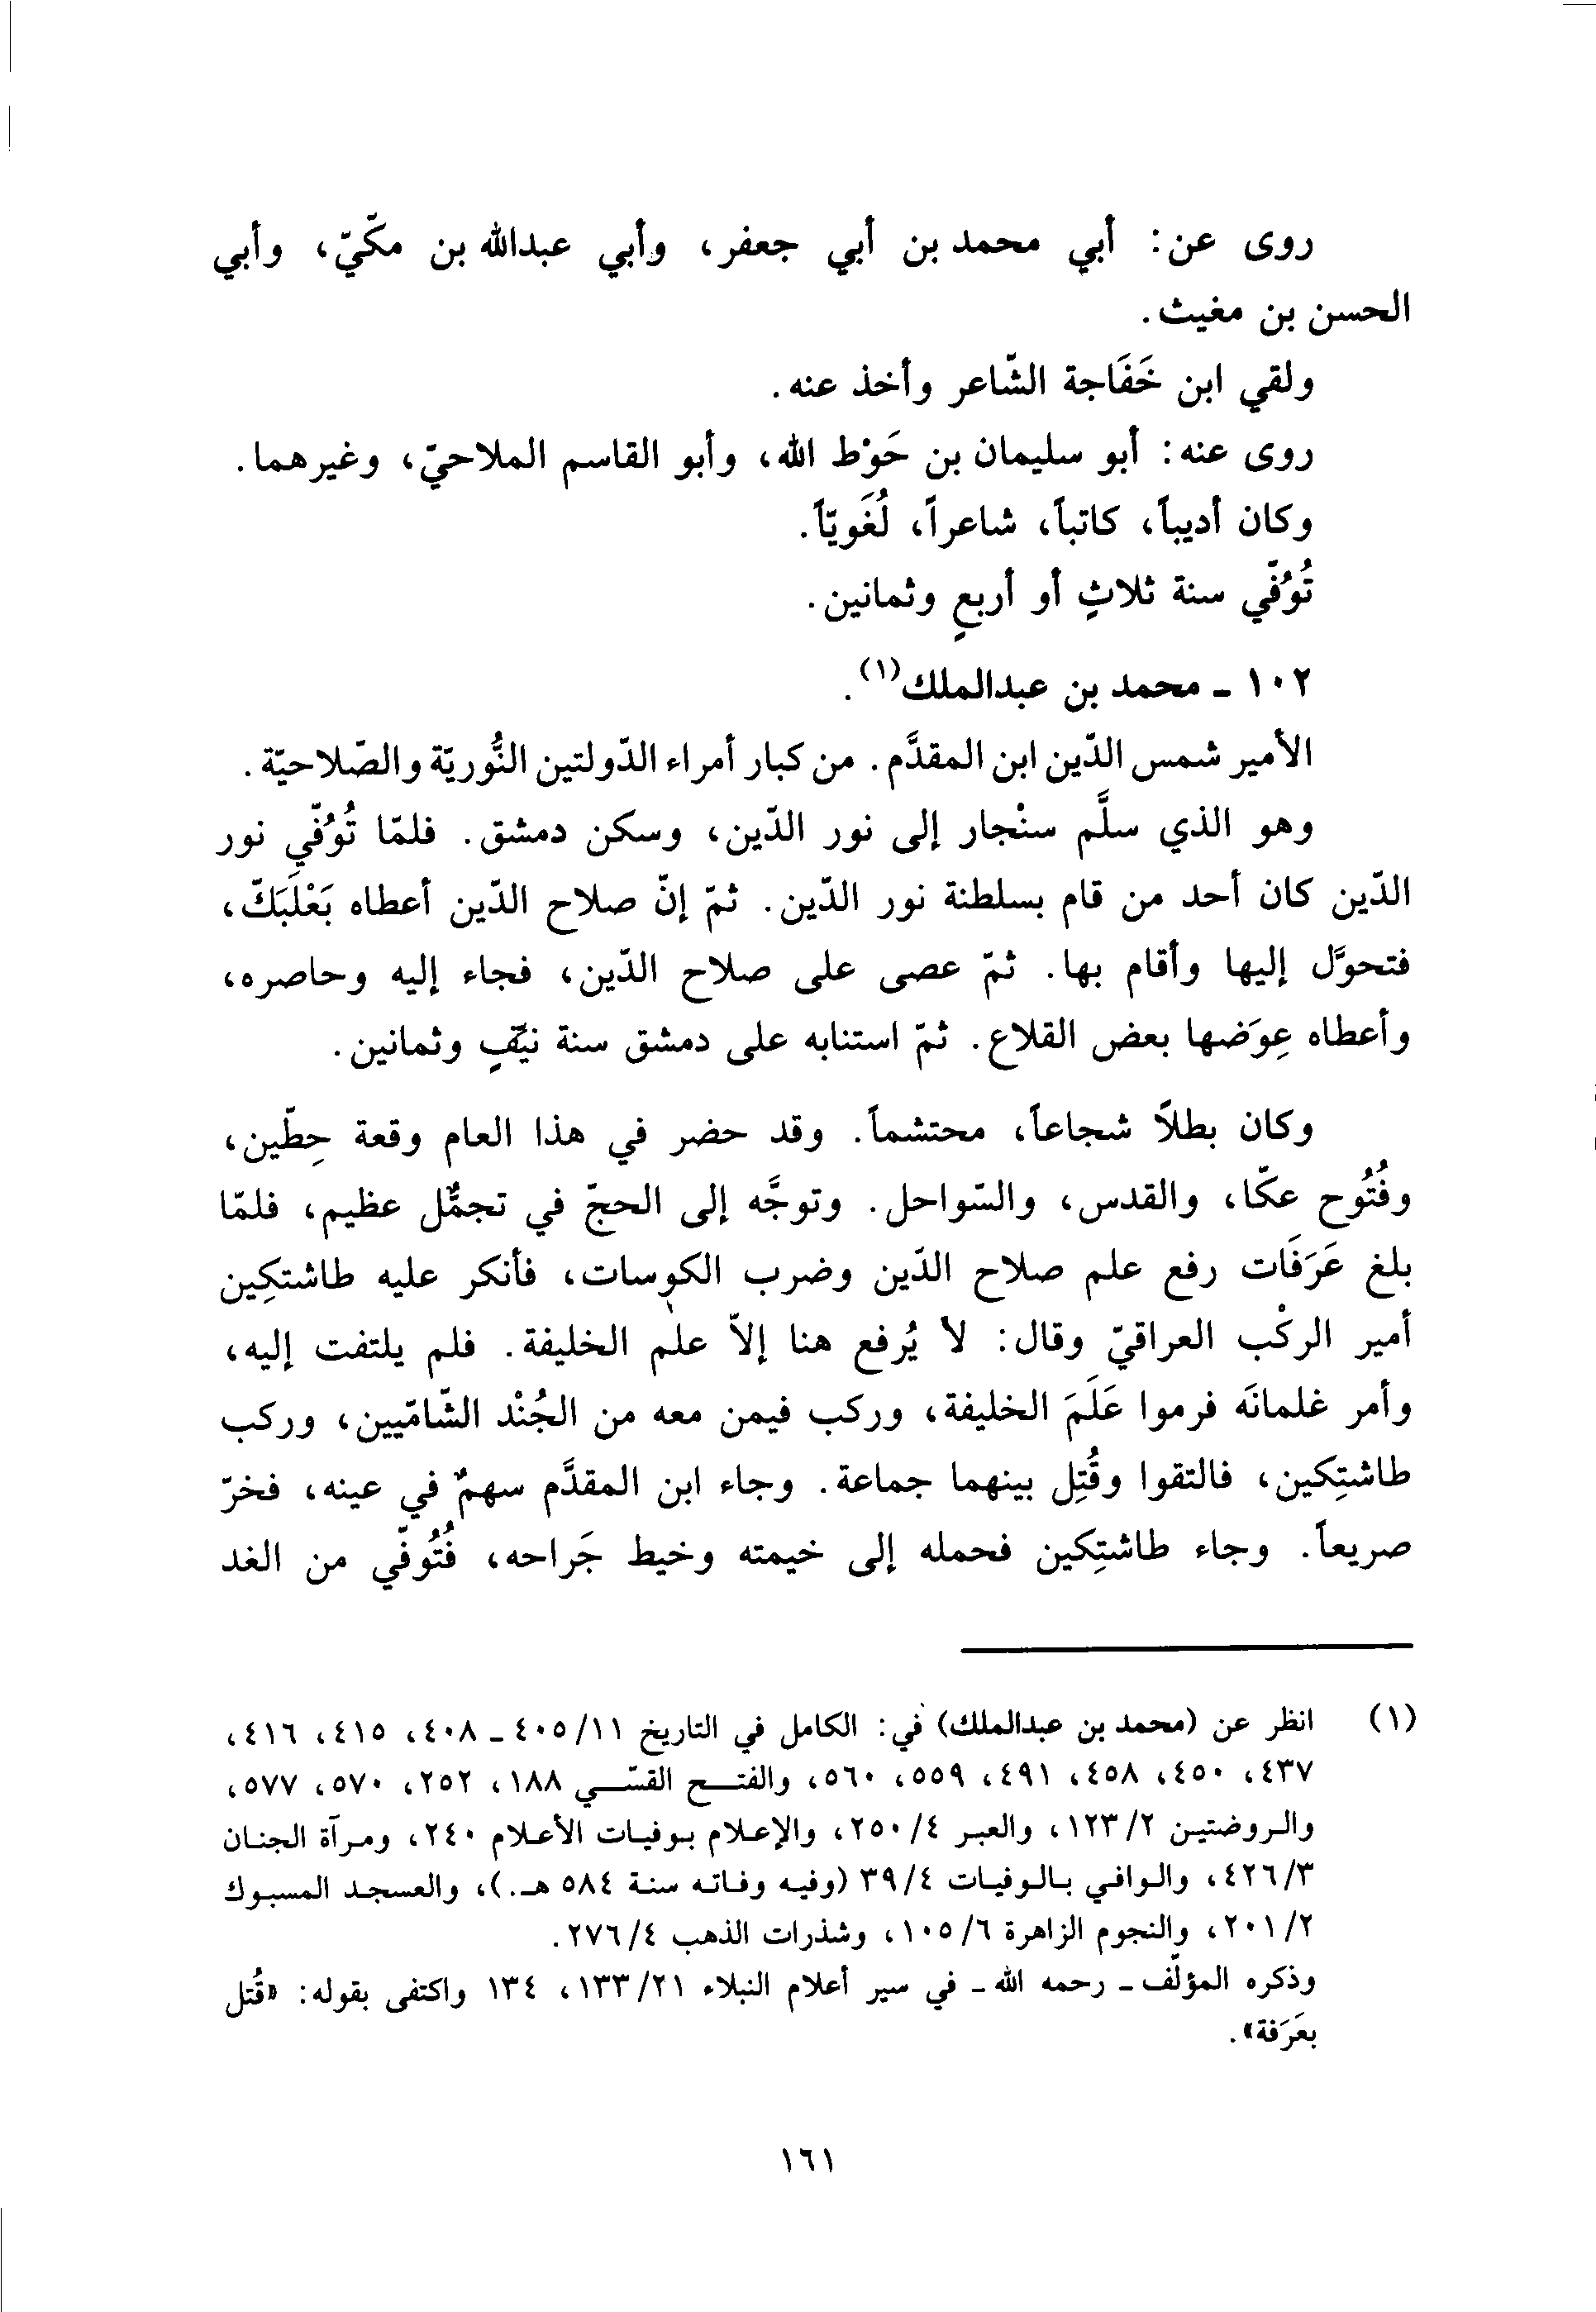 روى عن: أبي محمد بن أبي جعفر، وأبي عبدالله بن مكّيّ، وأبي
الحسن بن مغيث.
ولقي ابن خَفَاجة الشّاعر وأخذ عنه.
روى عنه: أبو سليمان بن حَوْط الله، وأبو القاسم الملاحيّ، وغيرهما.
وكان أديباً، كاتباً، شاعراً، لُغَويّاً.
تُوُفّي سنة ثلاثٍ أو أربعٍ وثمانين.
١٠٢ - محمد بن عبدالملك(١).
الأمير شمس الدّين ابن المقدَّم. من كبار أمراء الدّولتين النُّوريّة والصّلاحيّة.
وهو الذي سلَّم سنْجار إلى نور الدّين، وسكن دمشق. فلمّا تُوُفّي نور
الدّين كان أحد من قام بسلطنة نور الدّين. ثمّ إنّ صلاح الدّين أعطاه بَعْلَبَكّ،
فتحوَّل إليها وأقام بها. ثمّ عصى على صلاح الدّين، فجاء إليه وحاصره،
وأعطاه عِوَضها بعض القلاع. ثمّ استنابه على دمشق سنة نيّفٍ وثمانين.
وكان بطلاً شجاعاً، محتشماً. وقد حضر في هذا العام وقعة حِطّين،
وفُتُوح عكّا، والقدس، والسّواحل. وتوجَّه إلى الحجّ في تجمُّل عظيم، فلمّا
بلغ عَرَفَات رفع علم صلاح الدّين وضرب الكوسات، فأنكر عليه طاشتكِين
أمير الركْب العراقيّ وقال: لا يُرفع هنا إلاّ علم الخليفة. فلم يلتفت إليه،
وأمر غلمانَه فرموا عَلَمَ الخليفة، وركب فيمن معه من الجُنْد الشّاميّين، وركب
طاشتِكين، فالتقوا وقُتِل بينهما جماعة. وجاء ابن المقدَّم سهمٌ في عينه، فخرّ
صريعاً. وجاء طاشتِكين فحمله إلى خيمته وخيط جَراحه، فتُوُفّي من الغد
(١) انظر عن (محمد بن عبدالملك) في: الكامل في التاريخ ٤٠٥/١١ - ٤٠٨، ٤١٥، ٤١٦،
٤٣٧، ٤٥٠، ٤٥٨، ٤٩١، ٥٥٩، ٥٦٠، والفتح القسّي ١٨٨، ٢٥٢، ٥٧٠، ٥٧٧،
والروضتين ١٢٣/٢، والعبر ٢٥٠/٤، والإعلام بوفيات الأعلام ٢٤٠، ومرآة الجنان
٤٢٦/٣، والوافي بالوفيات ٣٩/٤ (وفيه وفاته سنة ٥٨٤ هـ.)، والعسجد المسبوك
٢٠١/٢، والنجوم الزاهرة ١٠٥/٦، وشذرات الذهب ٢٧٦/٤.
وذكره المؤلّف - رحمه الله - في سير أعلام النبلاء ١٣٣/٢١، ١٣٤ واكتفى بقوله: «قُتل
بعَرَفة».
١٦١